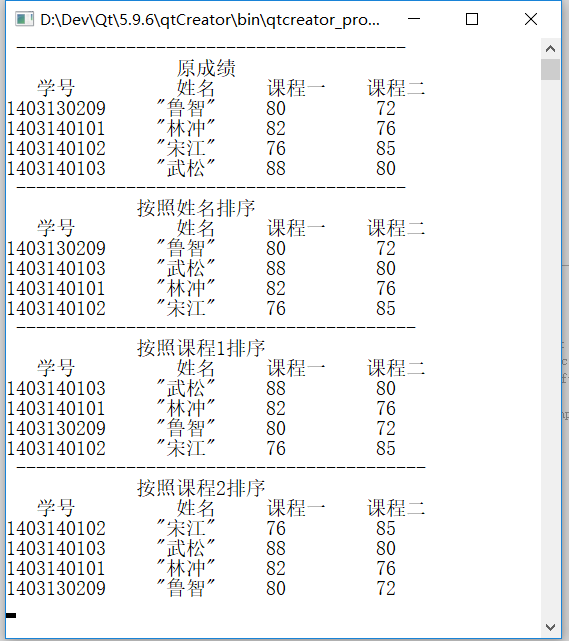 D:\Dev\Qt\5.9.6\qtCreator\bin\qtcreator_pro...
----------------------------------------
原成绩
学号 姓名 课程一 课程二
1403130209 "鲁智" 80 72
1403140101 "林冲" 82 76
1403140102 "宋江" 76 85
1403140103 "武松" 88 80
----------------------------------------
按照姓名排序
学号 姓名 课程一 课程二
1403130209 "鲁智" 80 72
1403140103 "武松" 88 80
1403140101 "林冲" 82 76
1403140102 "宋江" 76 85
-----------------------------------------
按照课程1排序
学号 姓名 课程一 课程二
1403140103 "武松" 88 80
1403140101 "林冲" 82 76
1403130209 "鲁智" 80 72
1403140102 "宋江" 76 85
------------------------------------------
按照课程2排序
学号 姓名 课程一 课程二
1403140102 "宋江" 76 85
1403140103 "武松" 88 80
1403140101 "林冲" 82 76
1403130209 "鲁智" 80 72